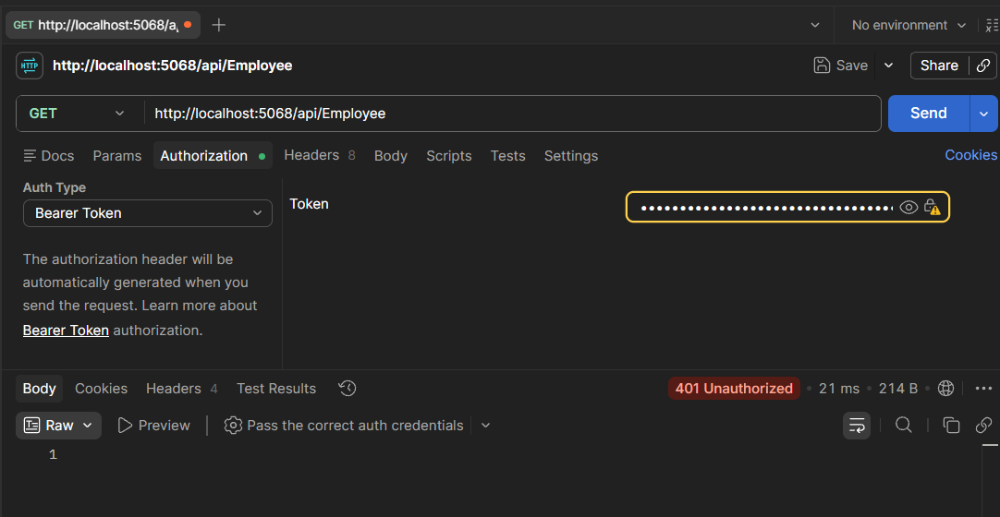 GET http://localhost:5068/a
No environment
HTTP
http://localhost:5068/api/Employee
Save
Share
GET
http://localhost:5068/api/Employee
Send
Docs
Params
Authorization
Headers 8
Body
Scripts
Tests
Settings
Cookies
Auth Type
Bearer Token
The authorization header will be
automatically generated when you
send the request. Learn more about
Bearer Token authorization.
Token
Body
Cookies
Headers 4
Test Results
401 Unauthorized • 21 ms • 214 B
Raw
Preview
Pass the correct auth credentials
1